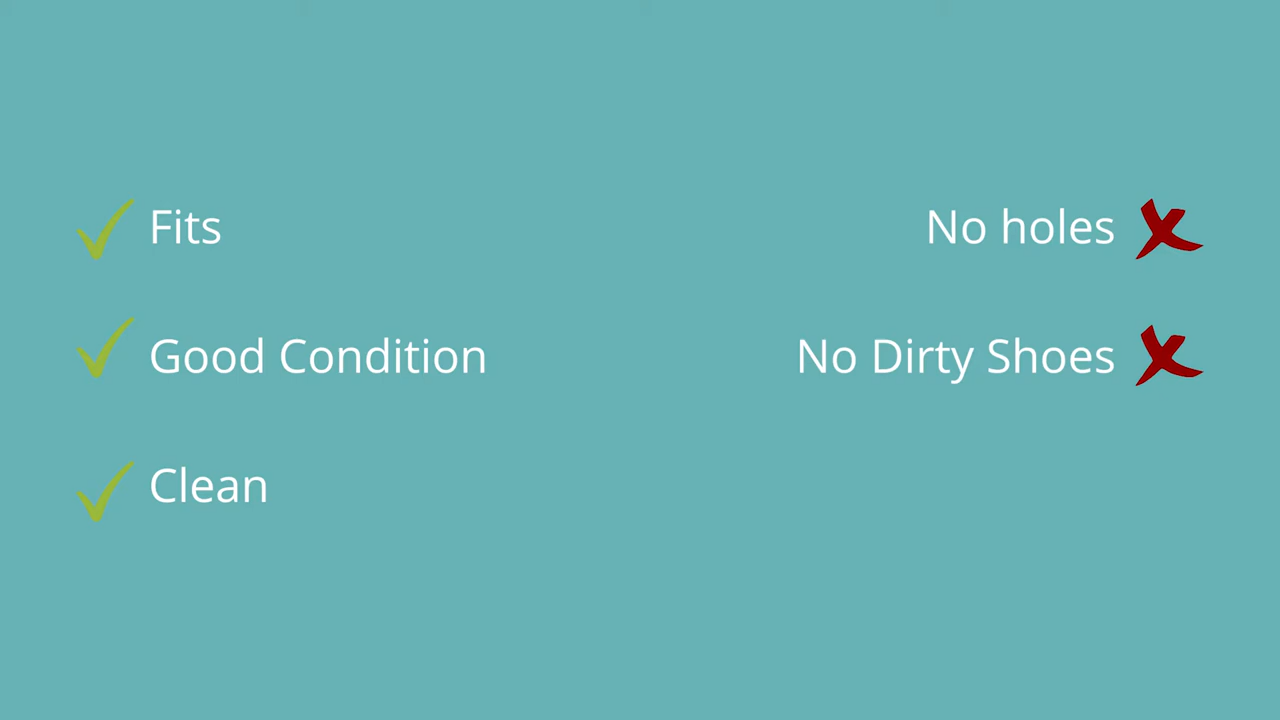 Fits
No holes
Good Condition
No Dirty Shoes
Clean